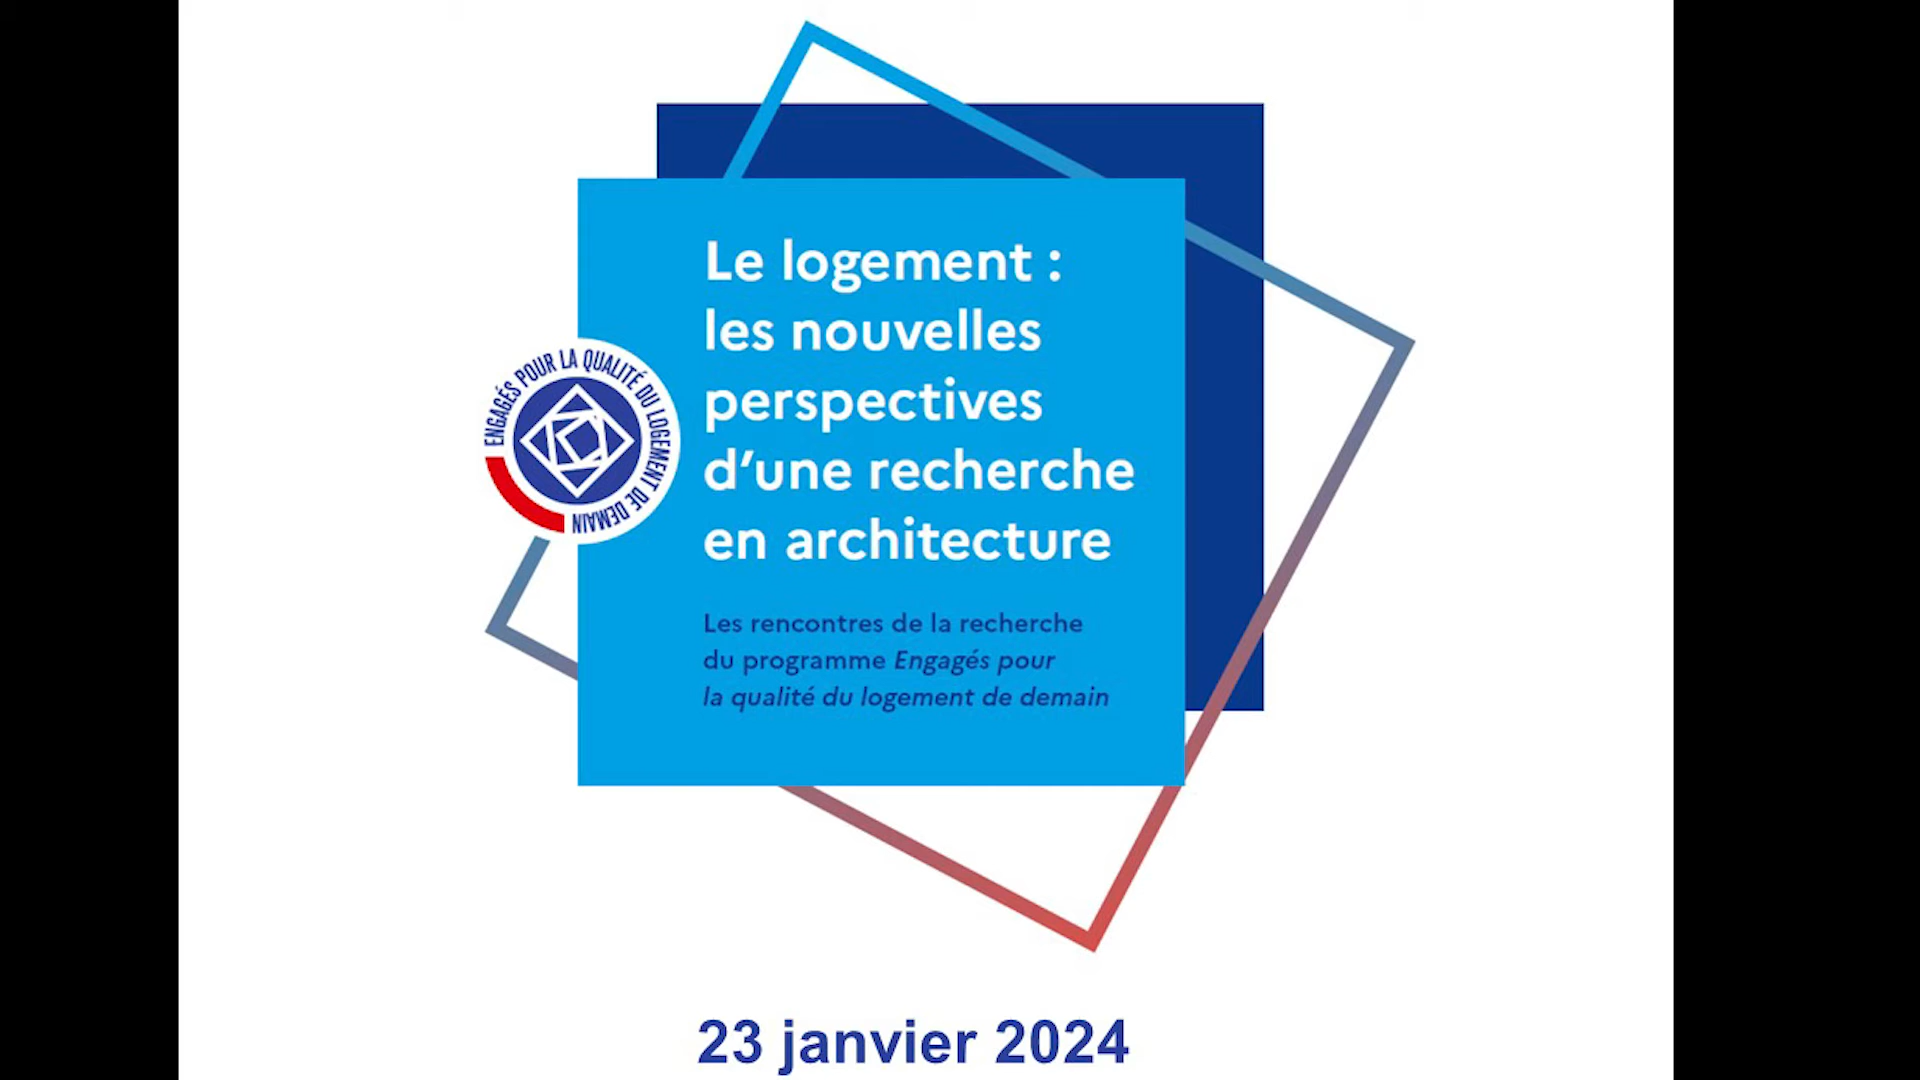 Le logement :
les nouvelles
perspectives
d’une recherche
en architecture
ENGAGÉS POUR LA QUALITÉ DU LOGEMENT DE DEMAIN
Les rencontres de la recherche
du programme Engagés pour
la qualité du logement de demain
23 janvier 2024